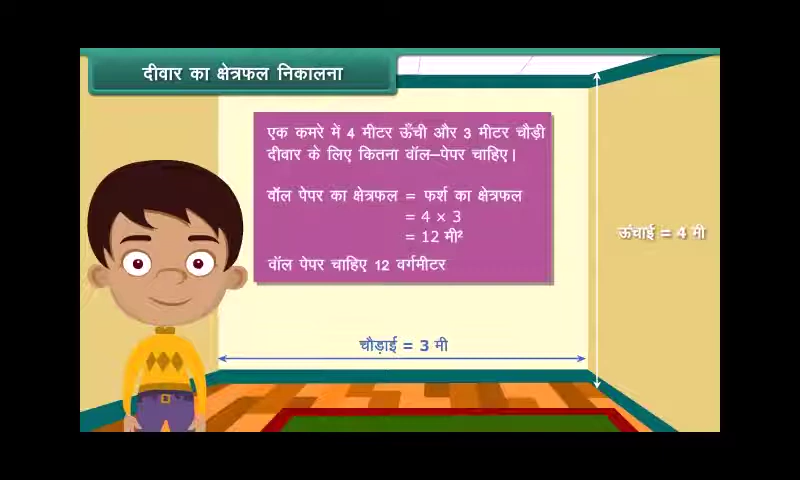 दीवार का क्षेत्रफल निकालना
एक कमरे में 4 मीटर ऊँची और 3 मीटर चौड़ी
दीवार के लिए कितना वॉल–पेपर चाहिए।
वॉल पेपर का क्षेत्रफल = फर्श का क्षेत्रफल
= 4 × 3
= 12 मी²
वॉल पेपर चाहिए 12 वर्गमीटर
ऊंचाई = 4 मी
चौड़ाई = 3 मी